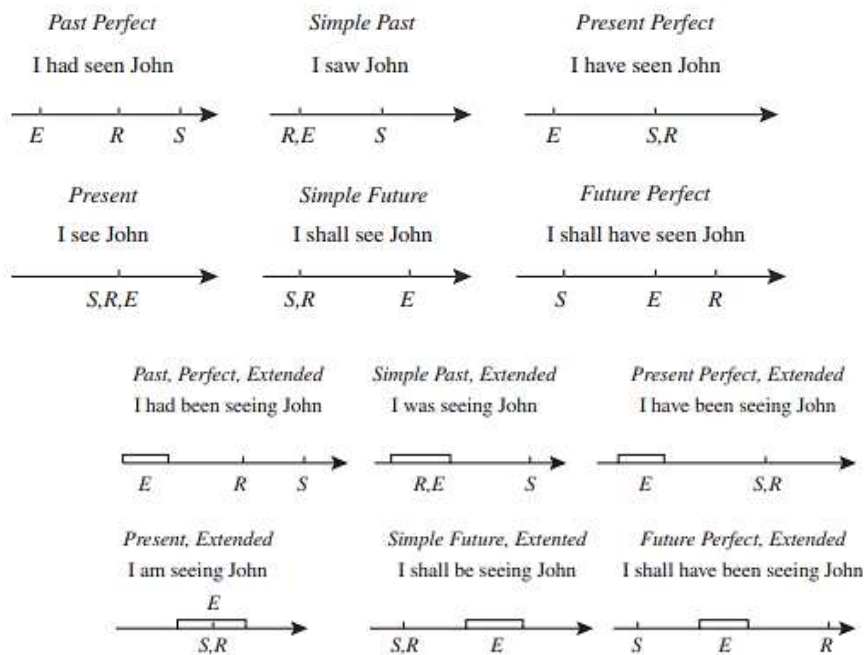 Past Perfect Simple Past Present Perfect
I had seen John I saw John I have seen John
E R S R,E S E S,R
Present Simple Future Future Perfect
I see John I shall see John I shall have seen John
S,R,E S,R E S E R
Past, Perfect, Extended Simple Past, Extended Present Perfect, Extended
I had been seeing John I was seeing John I have been seeing John
E R S R,E S E S,R
Present, Extended Simple Future, Extented Future Perfect, Extended
I am seeing John I shall be seeing John I shall have been seeing John
E
S,R S,R E S E R